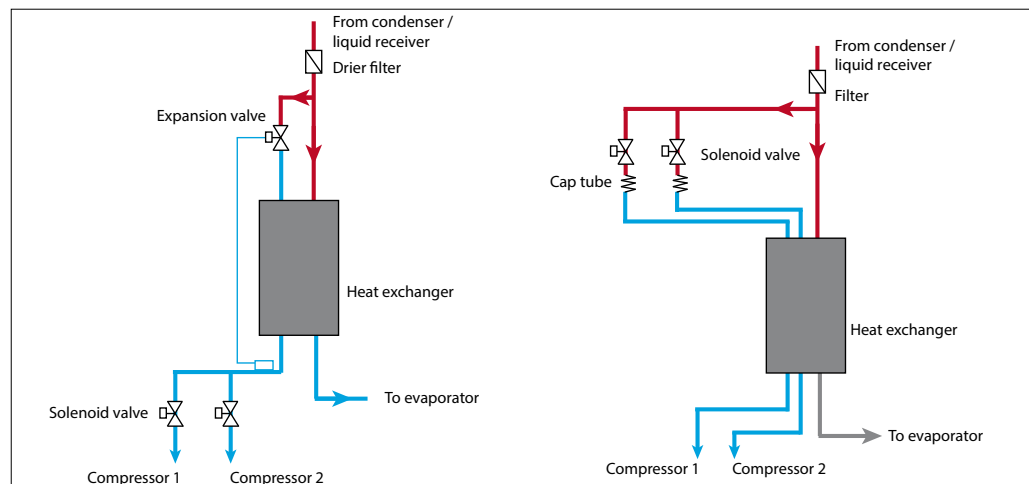 From condenser /
liquid receiver
Drier filter
Expansion valve
Heat exchanger
To evaporator
Solenoid valve
Compressor 1
Compressor 2
From condenser /
liquid receiver
Filter
Solenoid valve
Cap tube
Heat exchanger
To evaporator
Compressor 1
Compressor 2